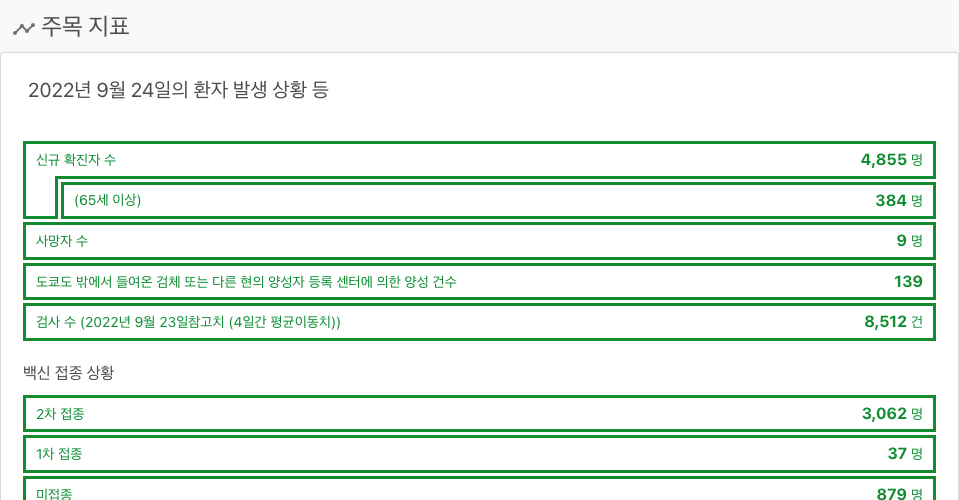 주목 지표
2022년 9월 24일의 환자 발생 상황 등
신규 확진자 수 4,855 명
(65세 이상) 384 명
사망자 수 9 명
도쿄도 밖에서 들여온 검체 또는 다른 현의 양성자 등록 센터에 의한 양성 건수 139
검사 수 (2022년 9월 23일참고치 (4일간 평균이동치)) 8,512 건
백신 접종 상황
2차 접종 3,062 명
1차 접종 37 명
미접종 879 명